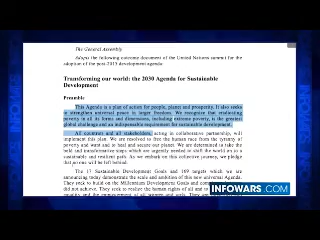 The General Assembly
Adopts the following outcome document of the United Nations summit for the
adoption of the post-2015 development agenda:
Transforming our world: the 2030 Agenda for Sustainable
Development
Preamble
This Agenda is a plan of action for people, planet and prosperity. It also seeks
to strengthen universal peace in larger freedom. We recognize that eradicating
poverty in all its forms and dimensions, including extreme poverty, is the greatest
global challenge and an indispensable requirement for sustainable development.
All countries and all stakeholders, acting in collaborative partnership, will
implement this plan. We are resolved to free the human race from the tyranny of
poverty and want and to heal and secure our planet. We are determined to take the
bold and transformative steps which are urgently needed to shift the world on to a
sustainable and resilient path. As we embark on this collective journey, we pledge
that no one will be left behind.
The 17 Sustainable Development Goals and 169 targets which we are
announcing today demonstrate the scale and ambition of this new universal Agenda.
They seek to build on the Millennium Development Goals and
did not achieve. They seek to realize the human rights of all and to
INFOWARS.COM